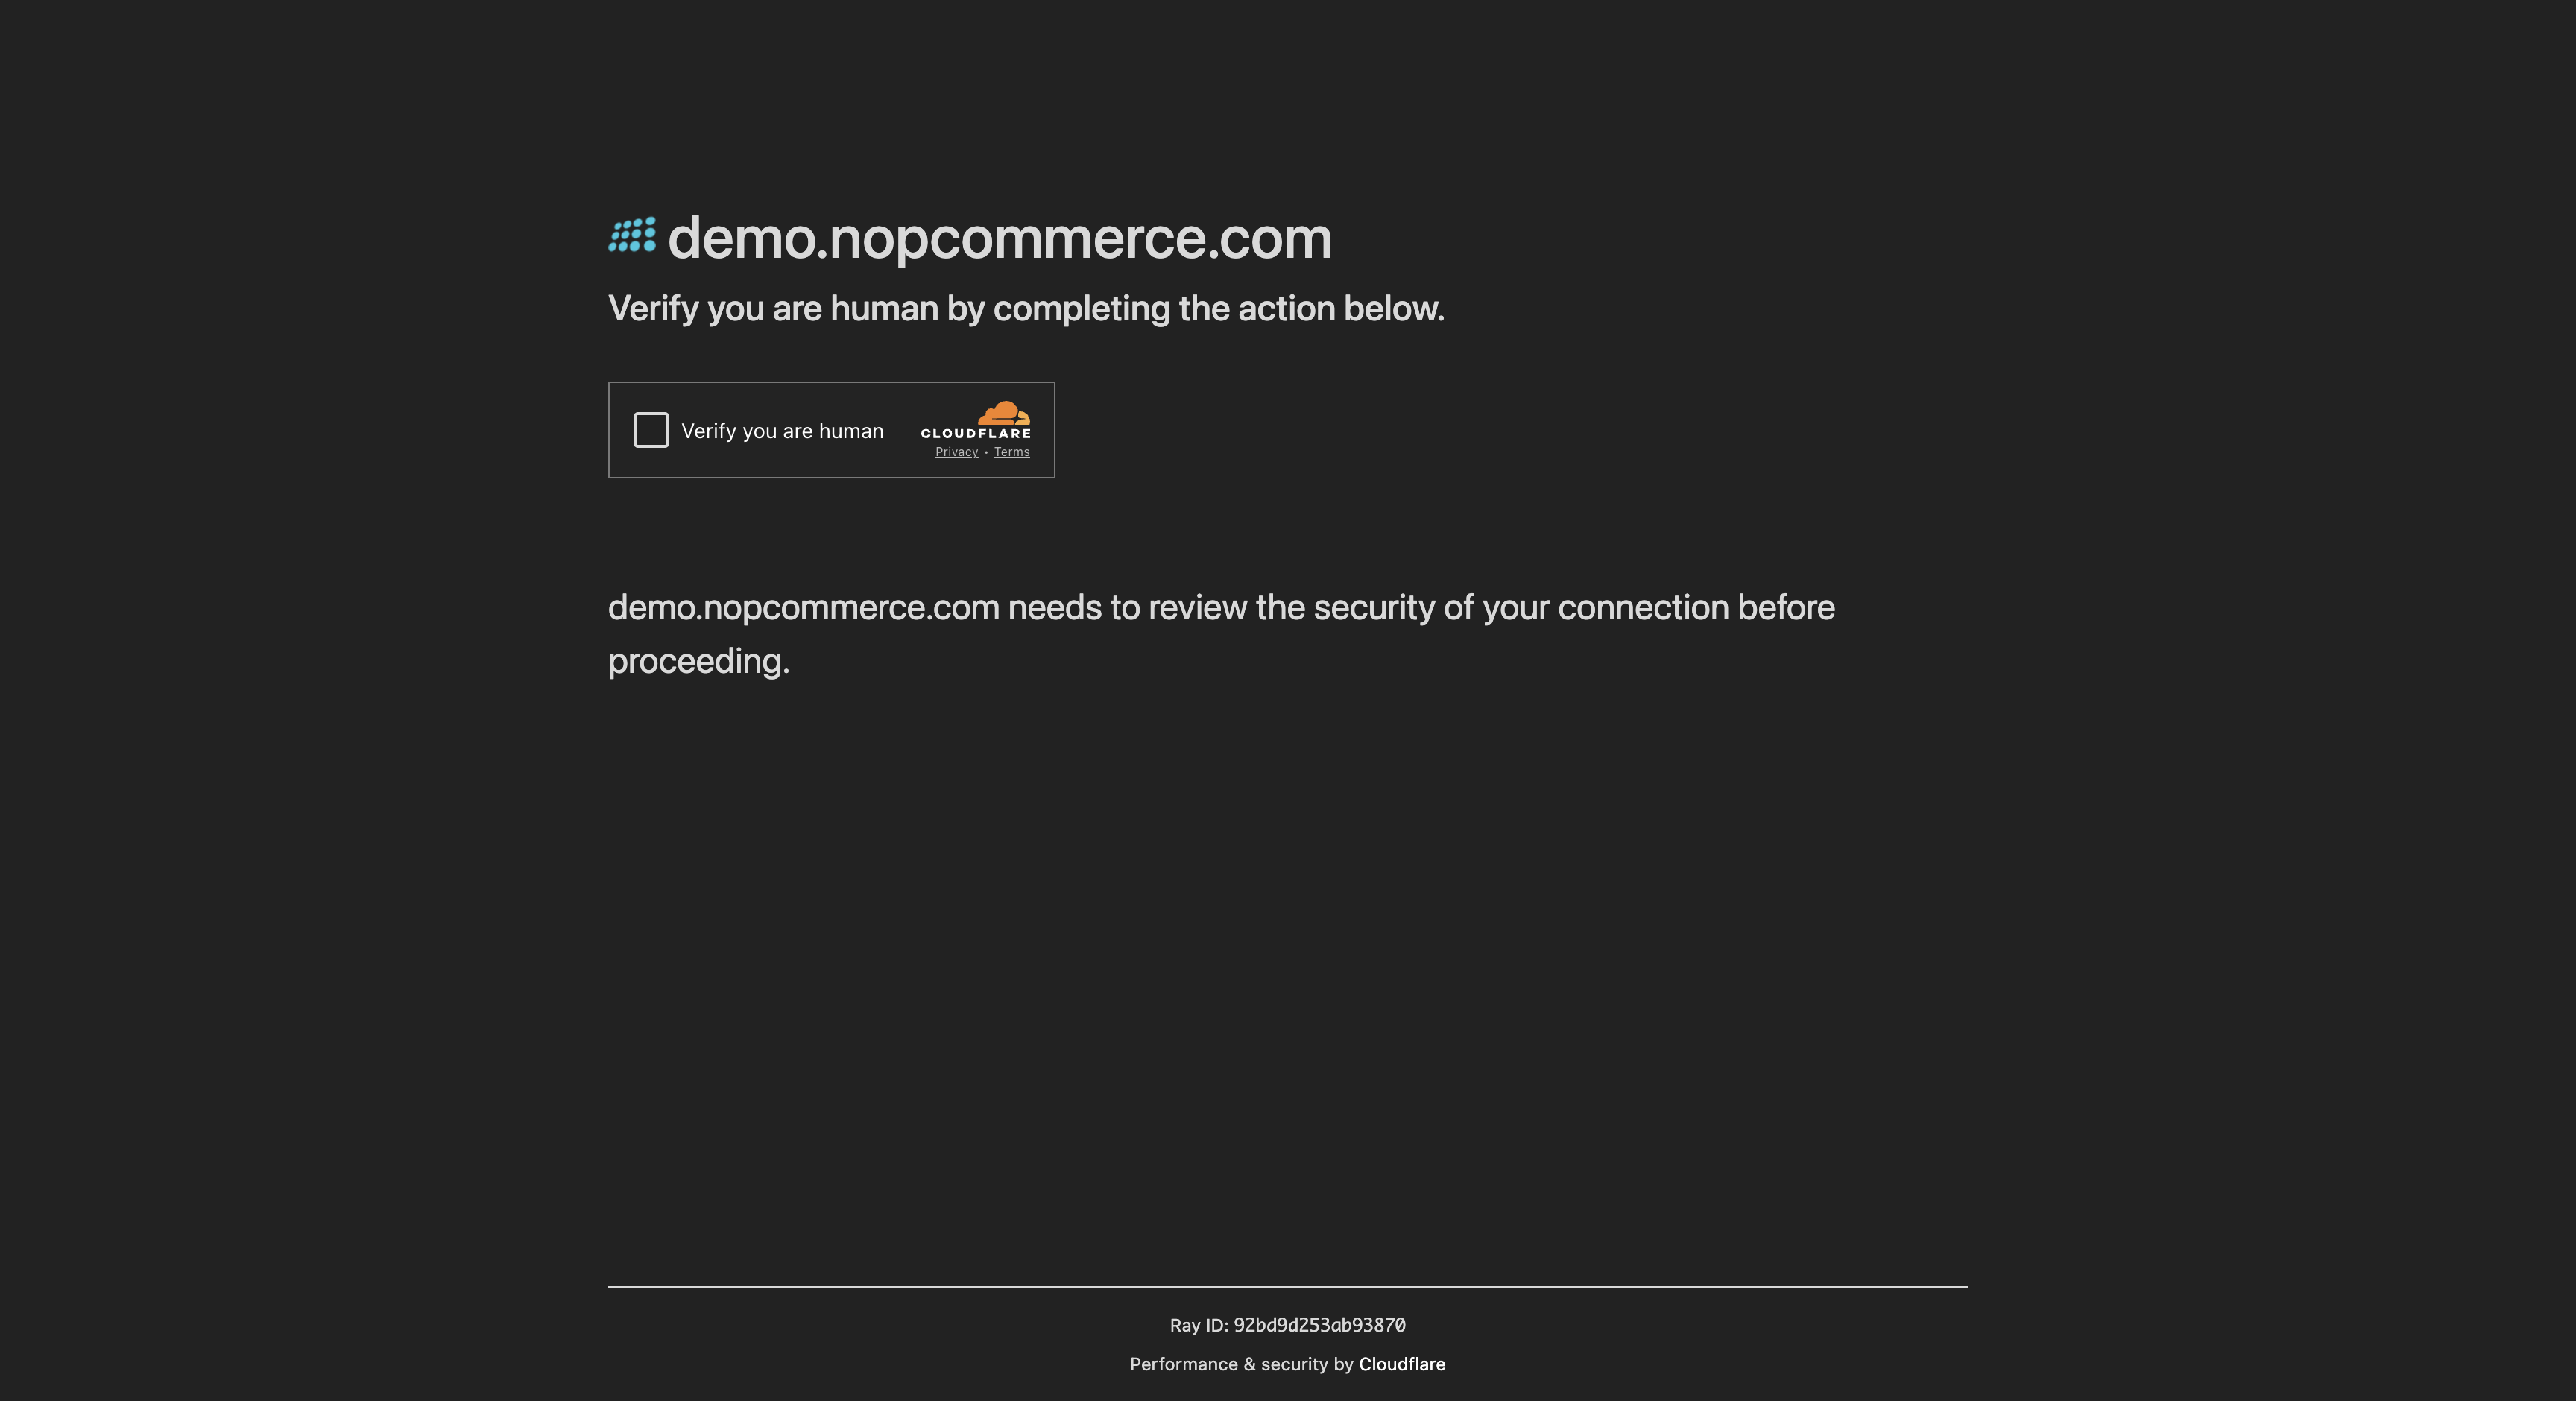 demo.nopcommerce.com
Verify you are human by completing the action below.
Verify you are human
CLOUDFLARE
Privacy • Terms
demo.nopcommerce.com needs to review the security of your connection before
proceeding.
Ray ID: 92bd9d253ab93870
Performance & security by Cloudflare